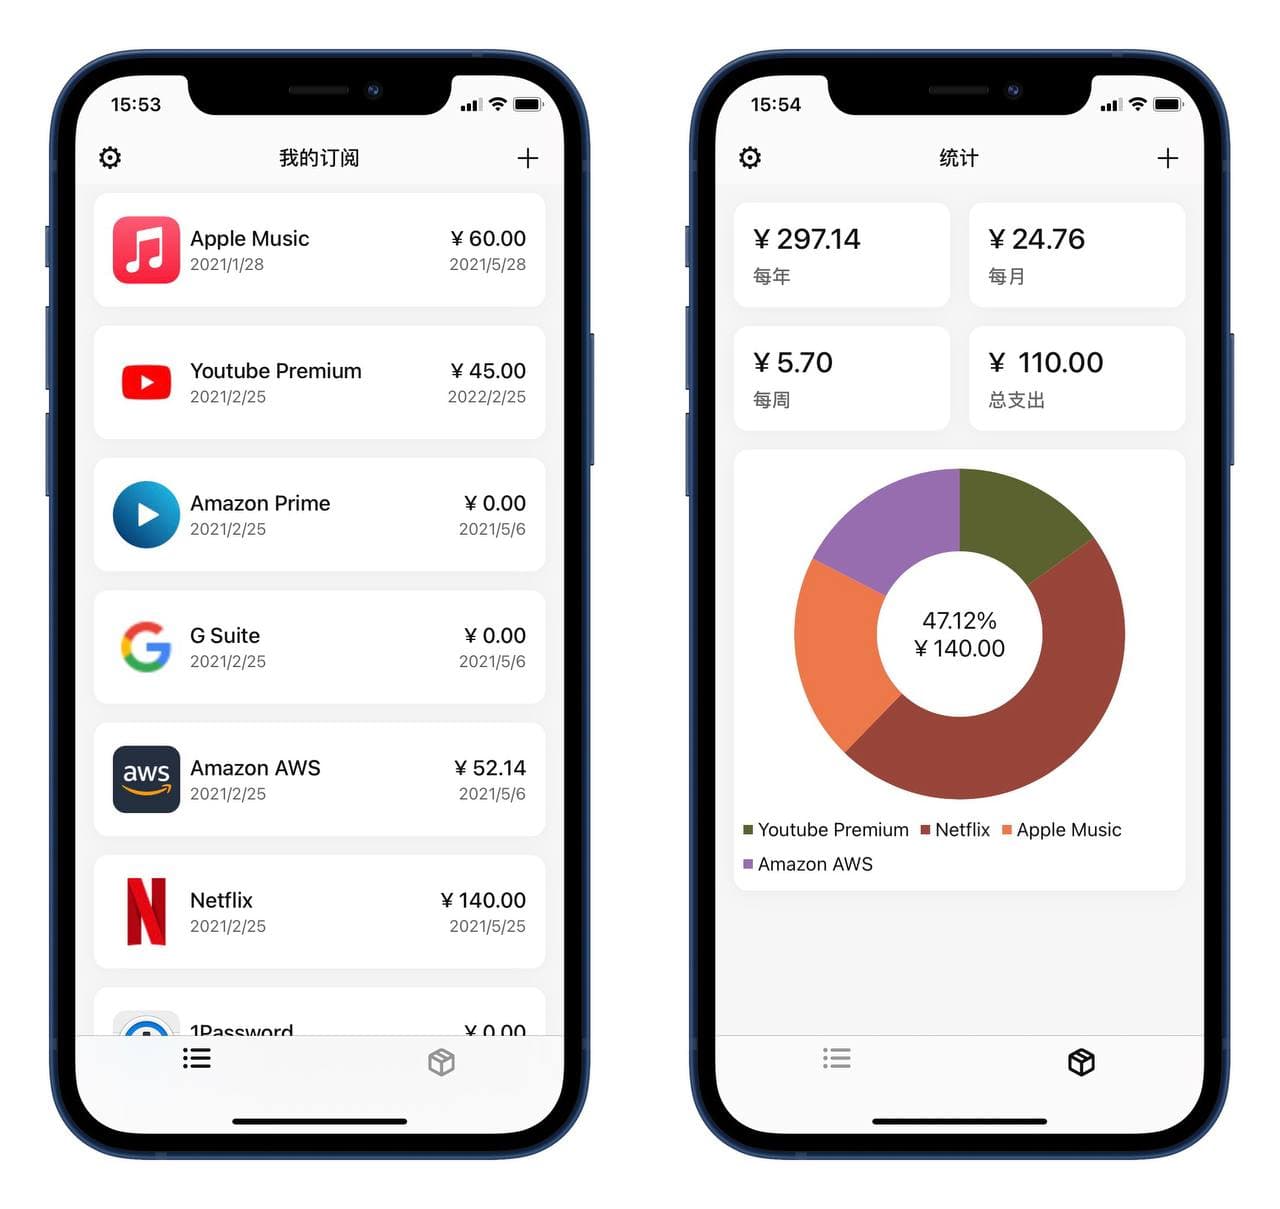 15:53
我的订阅
Apple Music
¥ 60.00
2021/1/28
2021/5/28
Youtube Premium
¥ 45.00
2021/2/25
2022/2/25
Amazon Prime
¥ 0.00
2021/2/25
2021/5/6
G Suite
¥ 0.00
2021/2/25
2021/5/6
aws
Amazon AWS
¥ 52.14
2021/2/25
2021/5/6
Netflix
¥ 140.00
2021/2/25
2021/5/25
1Password
¥ 0.00
15:54
统计
¥ 297.14
每年
¥ 24.76
每月
¥ 5.70
每周
¥ 110.00
总支出
47.12%
¥ 140.00
Youtube Premium
Netflix
Apple Music
Amazon AWS